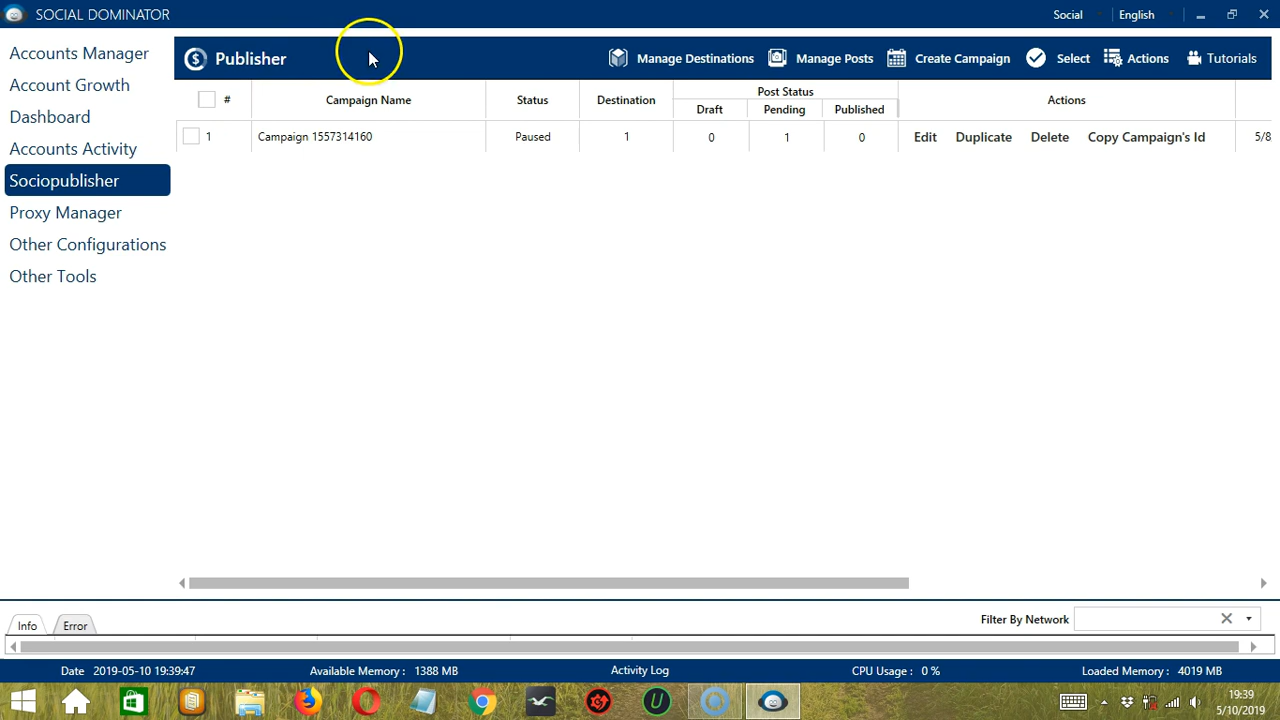 SOCIAL DOMINATOR
Social
English
Accounts Manager
Account Growth
Dashboard
Accounts Activity
Sociopublisher
Proxy Manager
Other Configurations
Other Tools
Publisher
Manage Destinations
Manage Posts
Create Campaign
Select
Actions
Tutorials
#
Campaign Name
Status
Destination
Post Status
Draft
Pending
Published
Actions
1
Campaign 1557314160
Paused
1
0
1
0
Edit
Duplicate
Delete
Copy Campaign's Id
5/8
Info
Error
Filter By Network
Date 2019-05-10 19:39:47
Available Memory : 1388 MB
Activity Log
CPU Usage : 0 %
Loaded Memory : 4019 MB
19:39
5/10/2019